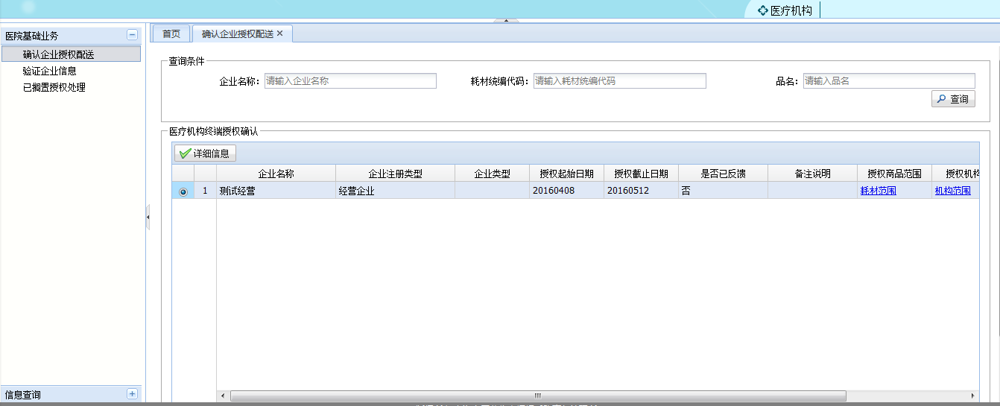 医疗机构
医院基础业务
确认企业授权配送
验证企业信息
已搁置授权处理
信息查询
首页 确认企业授权配送
查询条件
企业名称: 请输入企业名称 耗材统编代码: 请输入耗材统编代码 品名: 请输入品名
查询
医疗机构终端授权确认
详细信息
企业名称 企业注册类型 企业类型 授权起始日期 授权截止日期 是否已反馈 备注说明 授权商品范围 授权机构
1 测试经营 经营企业 20160408 20160512 否 耗材范围 机构范围